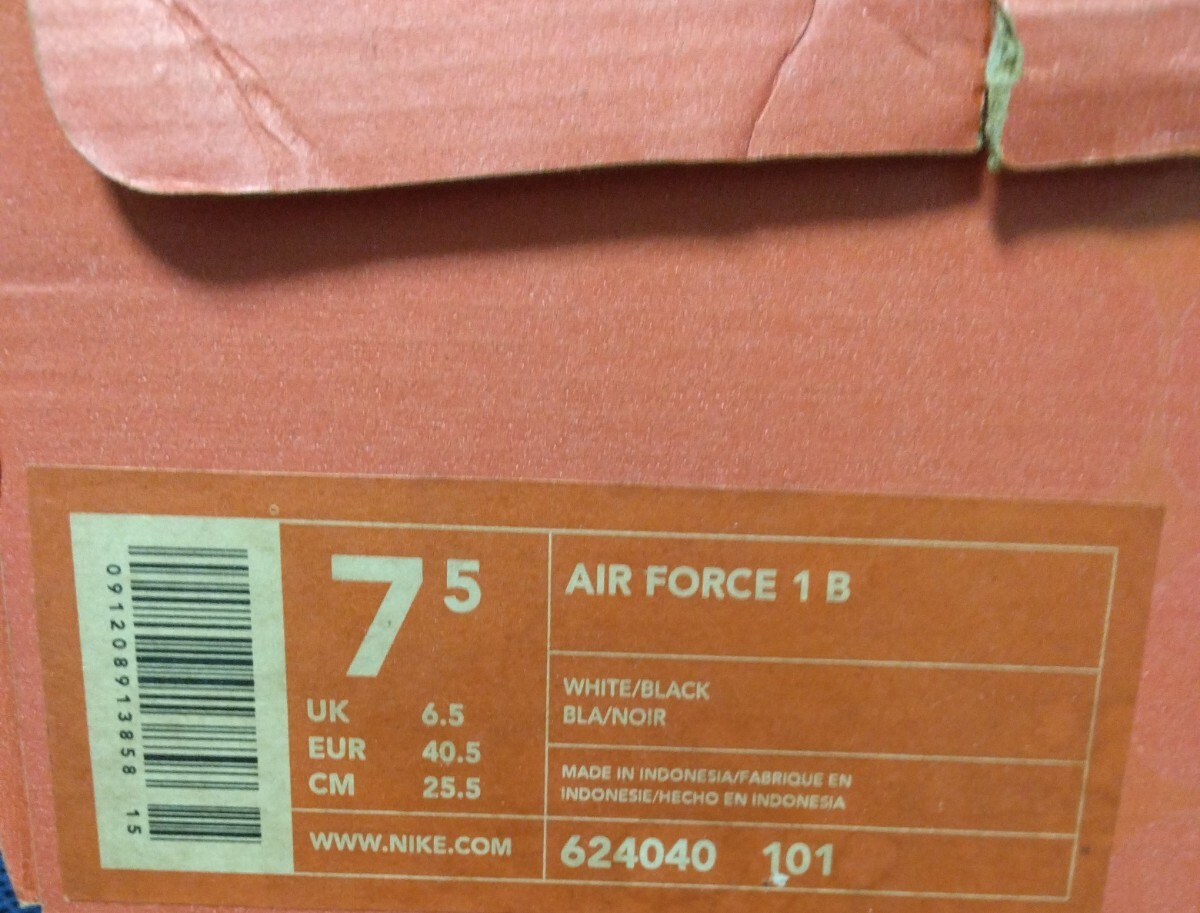 091208913858 15
7 5
UK 6.5
EUR 40.5
CM 25.5
WWW.NIKE.COM
AIR FORCE 1 B
WHITE/BLACK
BLA/NOIR
MADE IN INDONESIA/FABRIQUE EN
INDONESIE/HECHO EN INDONESIA
624040 101